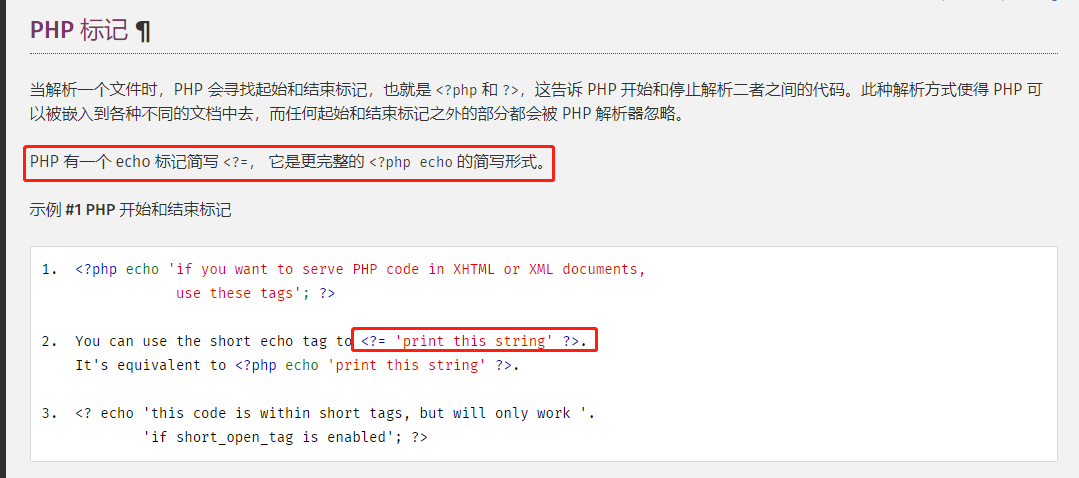 PHP 标记 ¶
当解析一个文件时，PHP 会寻找起始和结束标记，也就是 <?php 和 ?>，这告诉 PHP 开始和停止解析二者之间的代码。此种解析方式使得 PHP 可
以被嵌入到各种不同的文档中去，而任何起始和结束标记之外的部分都会被 PHP 解析器忽略。
PHP 有一个 echo 标记简写 <?=， 它是更完整的 <?php echo 的简写形式。
示例 #1 PHP 开始和结束标记
1. <?php echo 'if you want to serve PHP code in XHTML or XML documents,
use these tags'; ?>
2. You can use the short echo tag to <?= 'print this string' ?>.
It's equivalent to <?php echo 'print this string' ?>.
3. <? echo 'this code is within short tags, but will only work '.
'if short_open_tag is enabled'; ?>